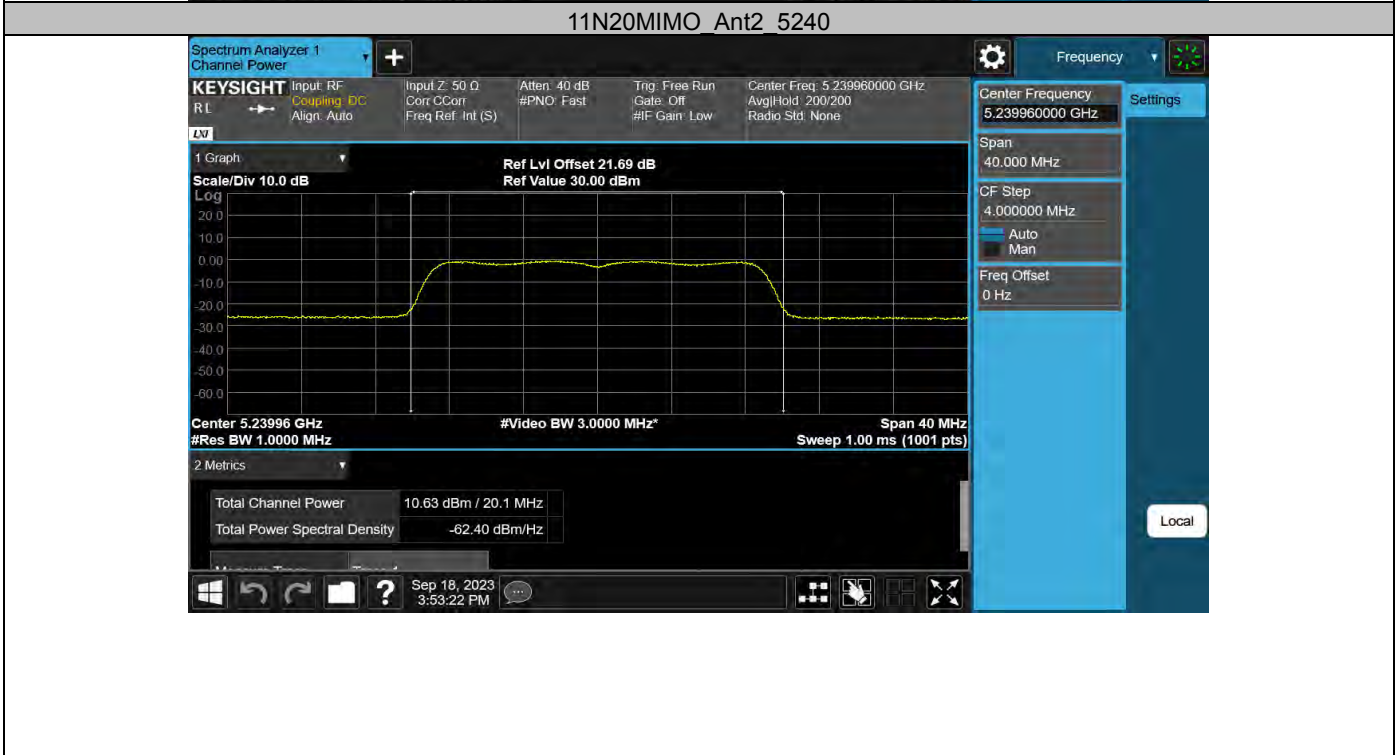 11N20MIMO_Ant2_5240
Spectrum Analyzer 1
Channel Power
+
Frequency
KEYSIGHT
R L
LXI
Input: RF
Coupling: DC
Align: Auto
Input Z: 50 Ω
Corr CCorr
Freq Ref: Int (S)
Atten: 40 dB
#PNO: Fast
Trig: Free Run
Gate: Off
#IF Gain: Low
Center Freq: 5.239960000 GHz
Avg|Hold: 200/200
Radio Std: None
Center Frequency
5.239960000 GHz
Settings
Span
40.000 MHz
CF Step
4.000000 MHz
Auto
Man
Freq Offset
0 Hz
Local
1 Graph
Ref Lvl Offset 21.69 dB
Scale/Div 10.0 dB
Ref Value 30.00 dBm
Log
20.0
10.0
0.00
-10.0
-20.0
-30.0
-40.0
-50.0
-60.0
Center 5.23996 GHz
#Video BW 3.0000 MHz*
Span 40 MHz
#Res BW 1.0000 MHz
Sweep 1.00 ms (1001 pts)
2 Metrics
Total Channel Power
10.63 dBm / 20.1 MHz
Total Power Spectral Density
-62.40 dBm/Hz
?
Sep 18, 2023
3:53:22 PM